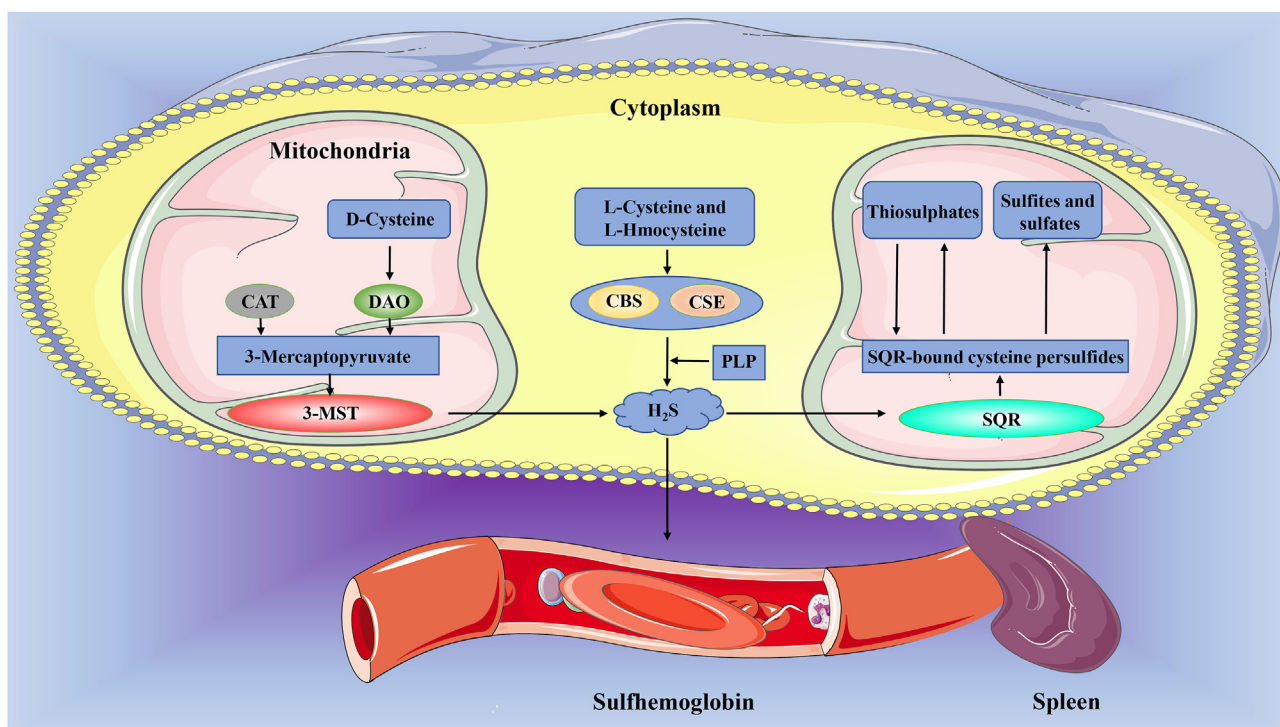 Cytoplasm
Mitochondria
D-Cysteine
CAT
DAO
3-Mercaptopyruvate
3-MST
L-Cysteine and
L-Hmocysteine
CBS
CSE
PLP
H₂S
Thiosulphates
Sulfites and
sulfates
SQR-bound cysteine persulfides
SQR
Sulfhemoglobin
Spleen